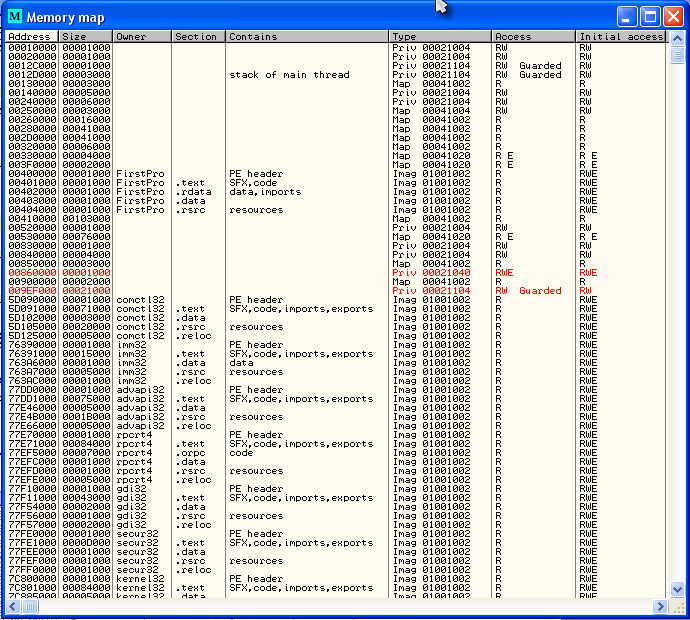 M Memory map
Address Size Owner Section Contains Type Access Initial access
00010000 00001000 Priv 00021004 RW RW
00020000 00001000 Priv 00021004 RW RW
0012C000 00001000 Priv 00021104 RW Guarded RW
0012D000 00003000 stack of main thread Priv 00021104 RW Guarded RW
00130000 00003000 Map 00041002 R R
00140000 00005000 Priv 00021004 RW RW
00240000 00006000 Priv 00021004 RW RW
00250000 00003000 Map 00041004 RW RW
00260000 00016000 Map 00041002 R R
00280000 00041000 Map 00041002 R R
002D0000 00041000 Map 00041002 R R
00320000 00006000 Map 00041002 R R
00330000 00004000 Map 00041020 R E R E
003F0000 00002000 Map 00041020 R E R E
00400000 00001000 FirstPro PE header Imag 01001002 R RWE
00401000 00001000 FirstPro .text SFX,code Imag 01001002 R RWE
00402000 00001000 FirstPro .rdata data,imports Imag 01001002 R RWE
00403000 00001000 FirstPro .data Imag 01001002 R RWE
00404000 00001000 FirstPro .rsrc resources Imag 01001002 R RWE
00410000 00103000 Map 00041002 R R
00520000 00001000 Priv 00021004 RW RW
00530000 00076000 Map 00041020 R E R E
00830000 00001000 Priv 00021004 RW RW
00840000 00004000 Priv 00021004 RW RW
00850000 00003000 Map 00041002 R R
00860000 00001000 Priv 00021040 RWE RWE
00900000 00002000 Map 00041002 R R
009EF000 00021000 Priv 00021104 RW Guarded RW
5D090000 00001000 comctl32 PE header Imag 01001002 R RWE
5D091000 00071000 comctl32 .text SFX,code,imports,exports Imag 01001002 R RWE
5D102000 00003000 comctl32 .data Imag 01001002 R RWE
5D105000 00020000 comctl32 .rsrc resources Imag 01001002 R RWE
5D125000 00005000 comctl32 .reloc Imag 01001002 R RWE
76390000 00001000 imm32 PE header Imag 01001002 R RWE
76391000 00015000 imm32 .text SFX,code,imports,exports Imag 01001002 R RWE
763A6000 00001000 imm32 .data data Imag 01001002 R RWE
763A7000 00005000 imm32 .rsrc resources Imag 01001002 R RWE
763AC000 00001000 imm32 .reloc Imag 01001002 R RWE
77DD0000 00001000 advapi32 PE header Imag 01001002 R RWE
77DD1000 00075000 advapi32 .text SFX,code,imports,exports Imag 01001002 R RWE
77E46000 00005000 advapi32 .data Imag 01001002 R RWE
77E4B000 0001B000 advapi32 .rsrc resources Imag 01001002 R RWE
77E66000 00005000 advapi32 .reloc Imag 01001002 R RWE
77E70000 00001000 rpcrt4 PE header Imag 01001002 R RWE
77E71000 00084000 rpcrt4 .text SFX,code,imports,exports Imag 01001002 R RWE
77EF5000 00007000 rpcrt4 .orpc code Imag 01001002 R RWE
77EFC000 00001000 rpcrt4 .data Imag 01001002 R RWE
77EFD000 00001000 rpcrt4 .rsrc resources Imag 01001002 R RWE
77EFE000 00005000 rpcrt4 .reloc Imag 01001002 R RWE
77F10000 00001000 gdi32 PE header Imag 01001002 R RWE
77F11000 00043000 gdi32 .text SFX,code,imports,exports Imag 01001002 R RWE
77F54000 00002000 gdi32 .data Imag 01001002 R RWE
77F56000 00001000 gdi32 .rsrc resources Imag 01001002 R RWE
77F57000 00002000 gdi32 .reloc Imag 01001002 R RWE
77FE0000 00001000 secur32 PE header Imag 01001002 R RWE
77FE1000 0000D000 secur32 .text SFX,code,imports,exports Imag 01001002 R RWE
77FEE000 00001000 secur32 .data Imag 01001002 R RWE
77FEF000 00001000 secur32 .rsrc resources Imag 01001002 R RWE
77FF0000 00001000 secur32 .reloc Imag 01001002 R RWE
7C800000 00001000 kernel32 PE header Imag 01001002 R RWE
7C801000 00084000 kernel32 .text SFX,code,imports,exports Imag 01001002 R RWE
7C885000 00005000 kernel32 .data Imag 01001002 R RWE